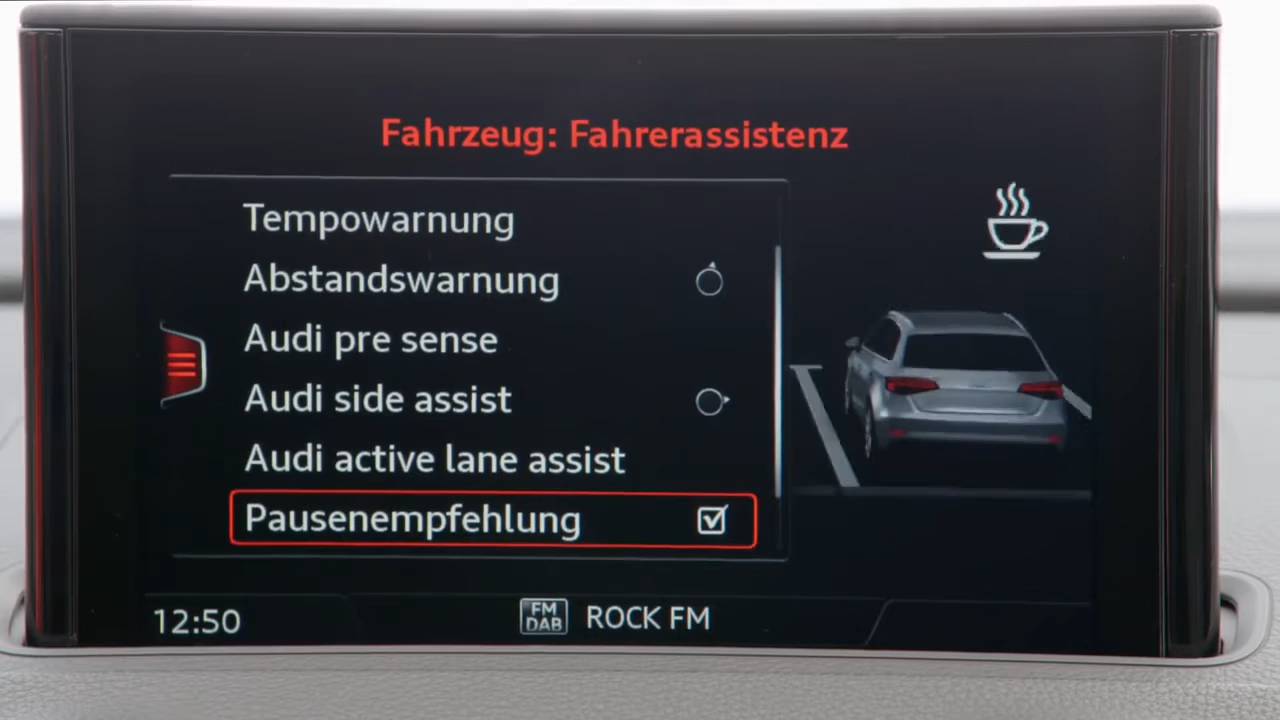 Fahrzeug: Fahrerassistenz
Tempowarnung
Abstandswarnung
Audi pre sense
Audi side assist
Audi active lane assist
Pausenempfehlung
12:50
FM
DAB
ROCK FM